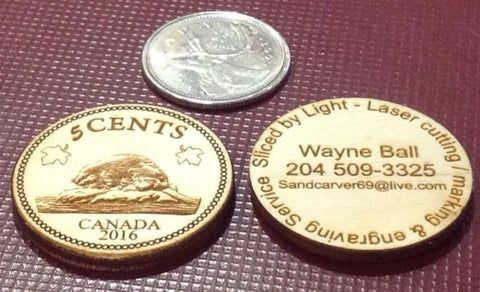 5 CENTS
CANADA
2016
Sliced by Light - Laser cutting / marking & engraving Service
Wayne Ball
204 509-3325
Sandcarver69@live.com